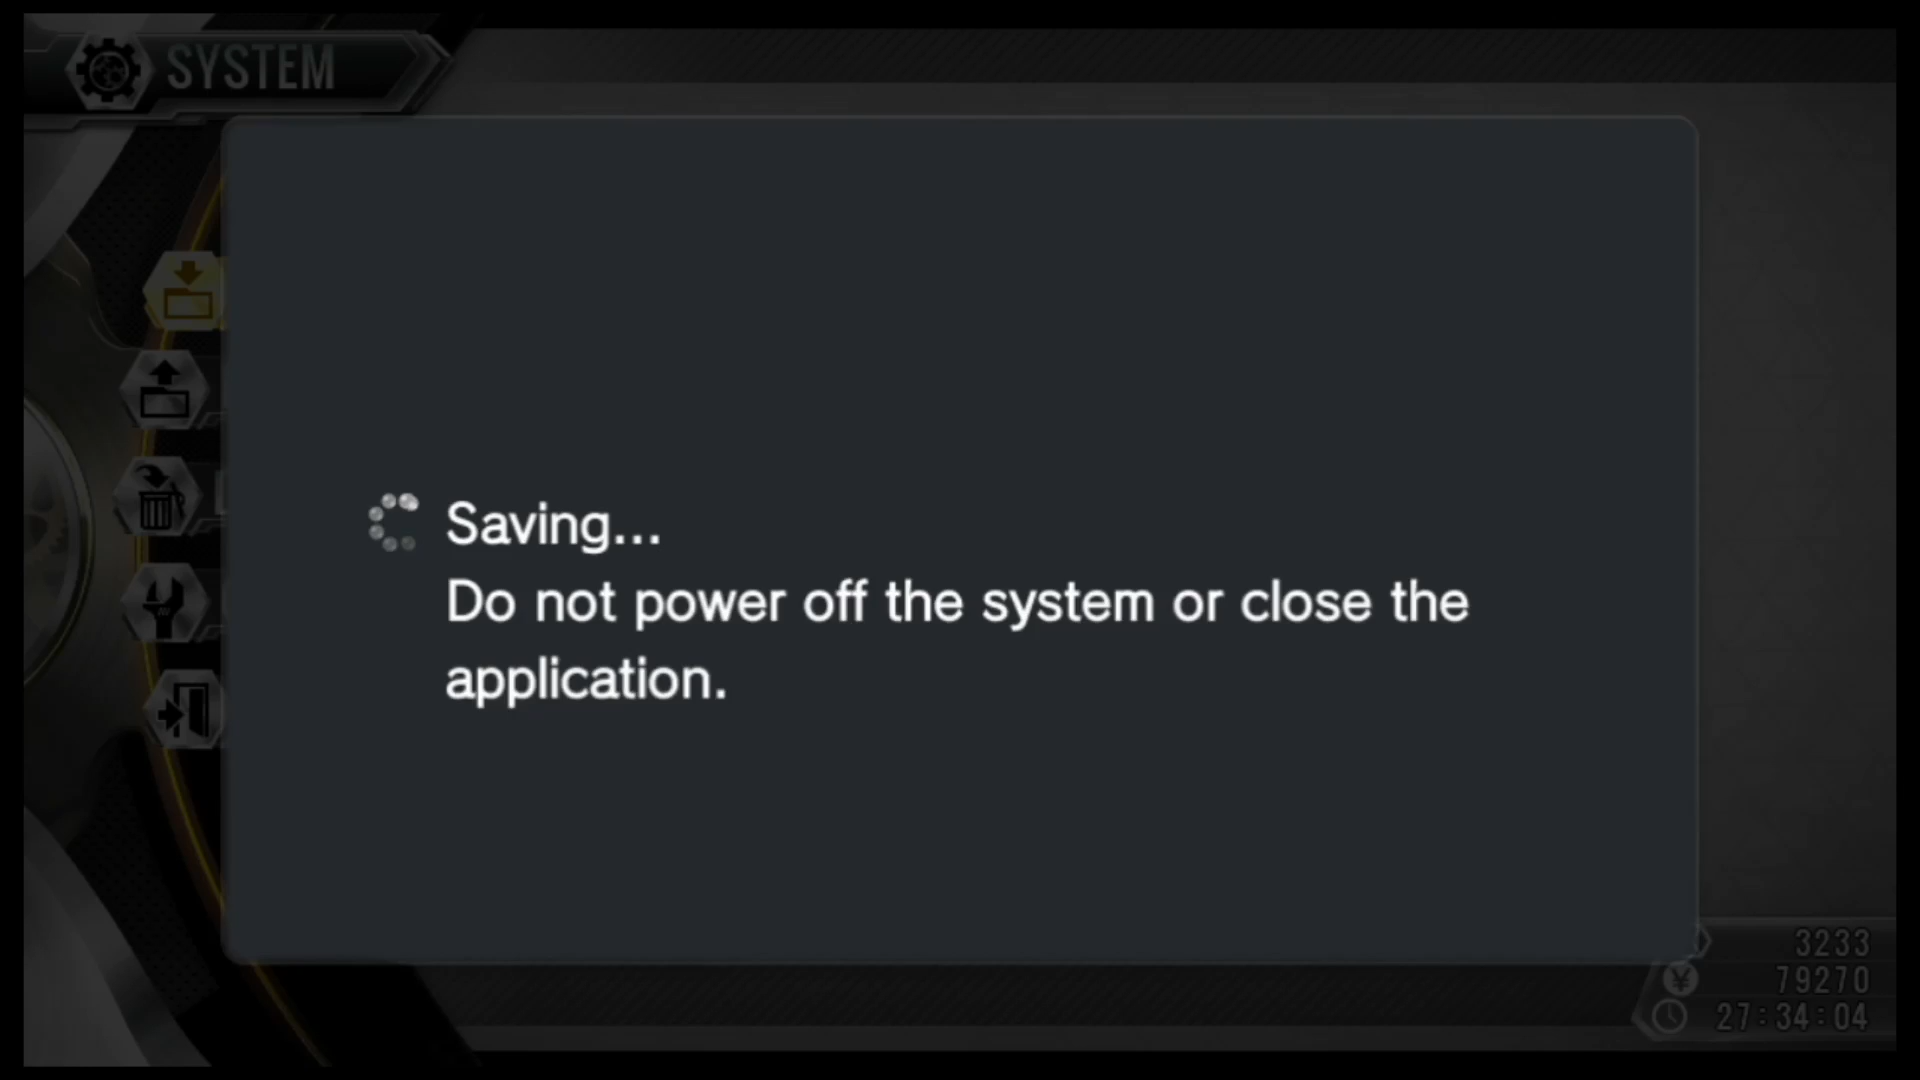 SYSTEM
Saving...
Do not power off the system or close the
application.
3233
¥ 79270
27:34:04